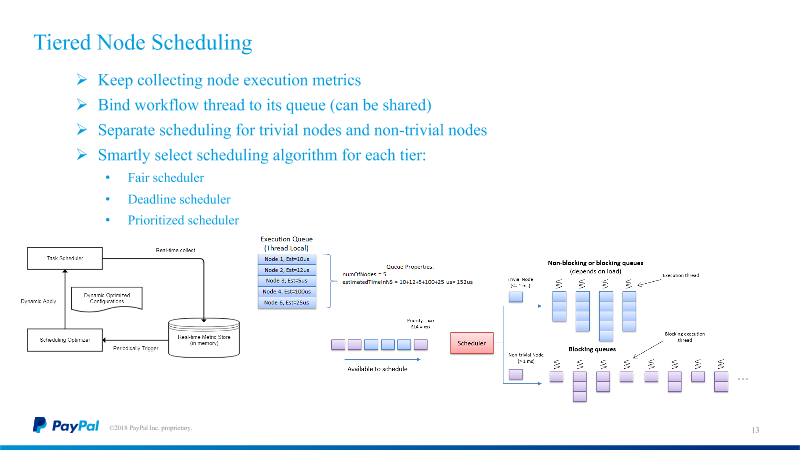 Tiered Node Scheduling
Keep collecting node execution metrics
Bind workflow thread to its queue (can be shared)
Separate scheduling for trivial nodes and non-trivial nodes
Smartly select scheduling algorithm for each tier:
Fair scheduler
Deadline scheduler
Prioritized scheduler
Task Scheduler
Real-time collect
Dynamic Apply
Dynamic Optimized
Configurations
Scheduling Optimizer
Periodically Trigger
Real-time Metric Store
(in memory)
Execution Queue
(Thread Local)
Node 1, Est=10us
Node 2, Est=12us
Node 3, Est=5us
Node 4, Est=100us
Node 5, Est=25us
Queue Properties:
numOfNodes = 5
estimatedTimeInNS = 10+12+5+100+25 us= 152us
Available to schedule
Scheduler
Trivial Node
Non-trivial Node
(>1 ms)
Non-blocking or blocking queues
(depends on load)
Execution thread
Blocking execution
thread
Blocking queues
PayPal
©2018 PayPal Inc. proprietary.
13